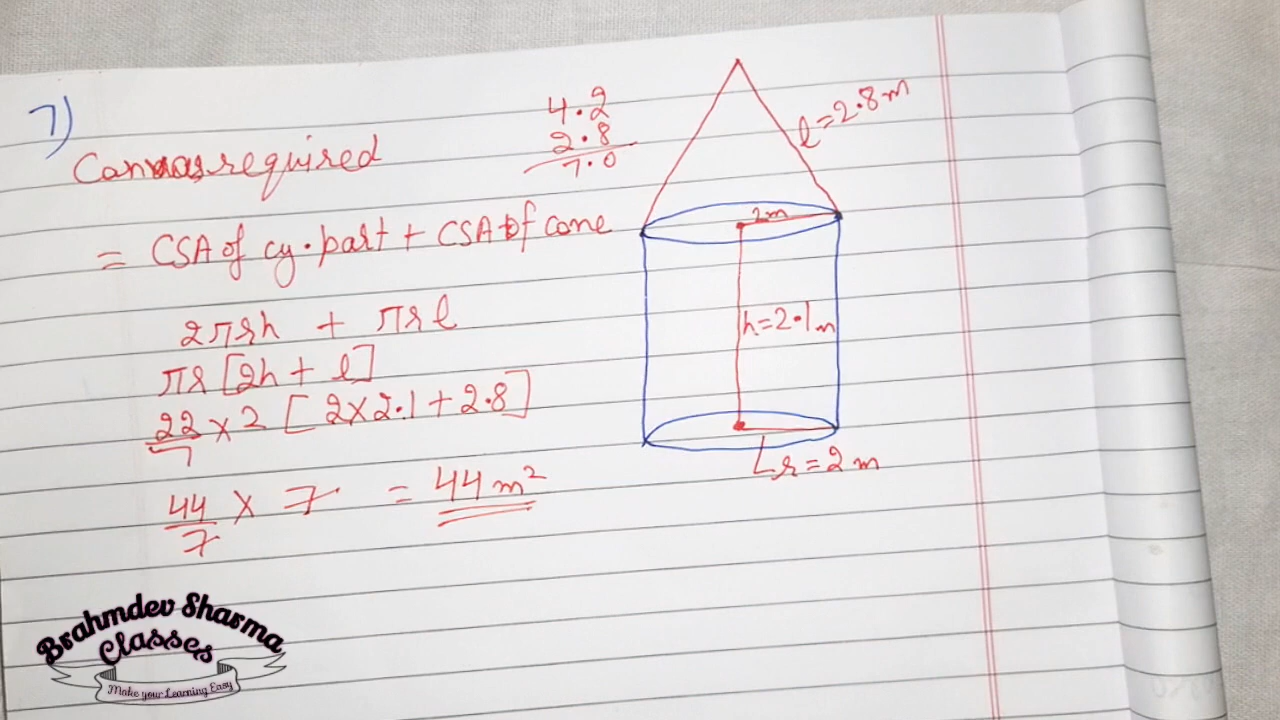 7)
Canvas required
4.2
2.8
7.0
= CSA of cy. part + CSA of cone
2πrh + πrl
πr [2h + l]
22/7 × 2 [2×2.1 + 2.8]
44/7 × 7 = 44 m²
l = 2.8 m
2m
h = 2.1 m
r = 2 m
Brahmdev Sharma
Classes
Make your Learning Easy